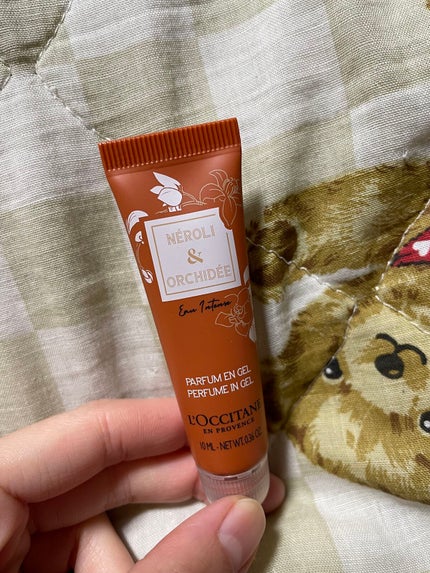 NÉROLI
&
ORCHIDÉE
Eau Intense
PARFUM EN GEL
PERFUME IN GEL
L'OCCITANE
EN PROVENCE
10 ML - NET WT. 0.36 OZ.